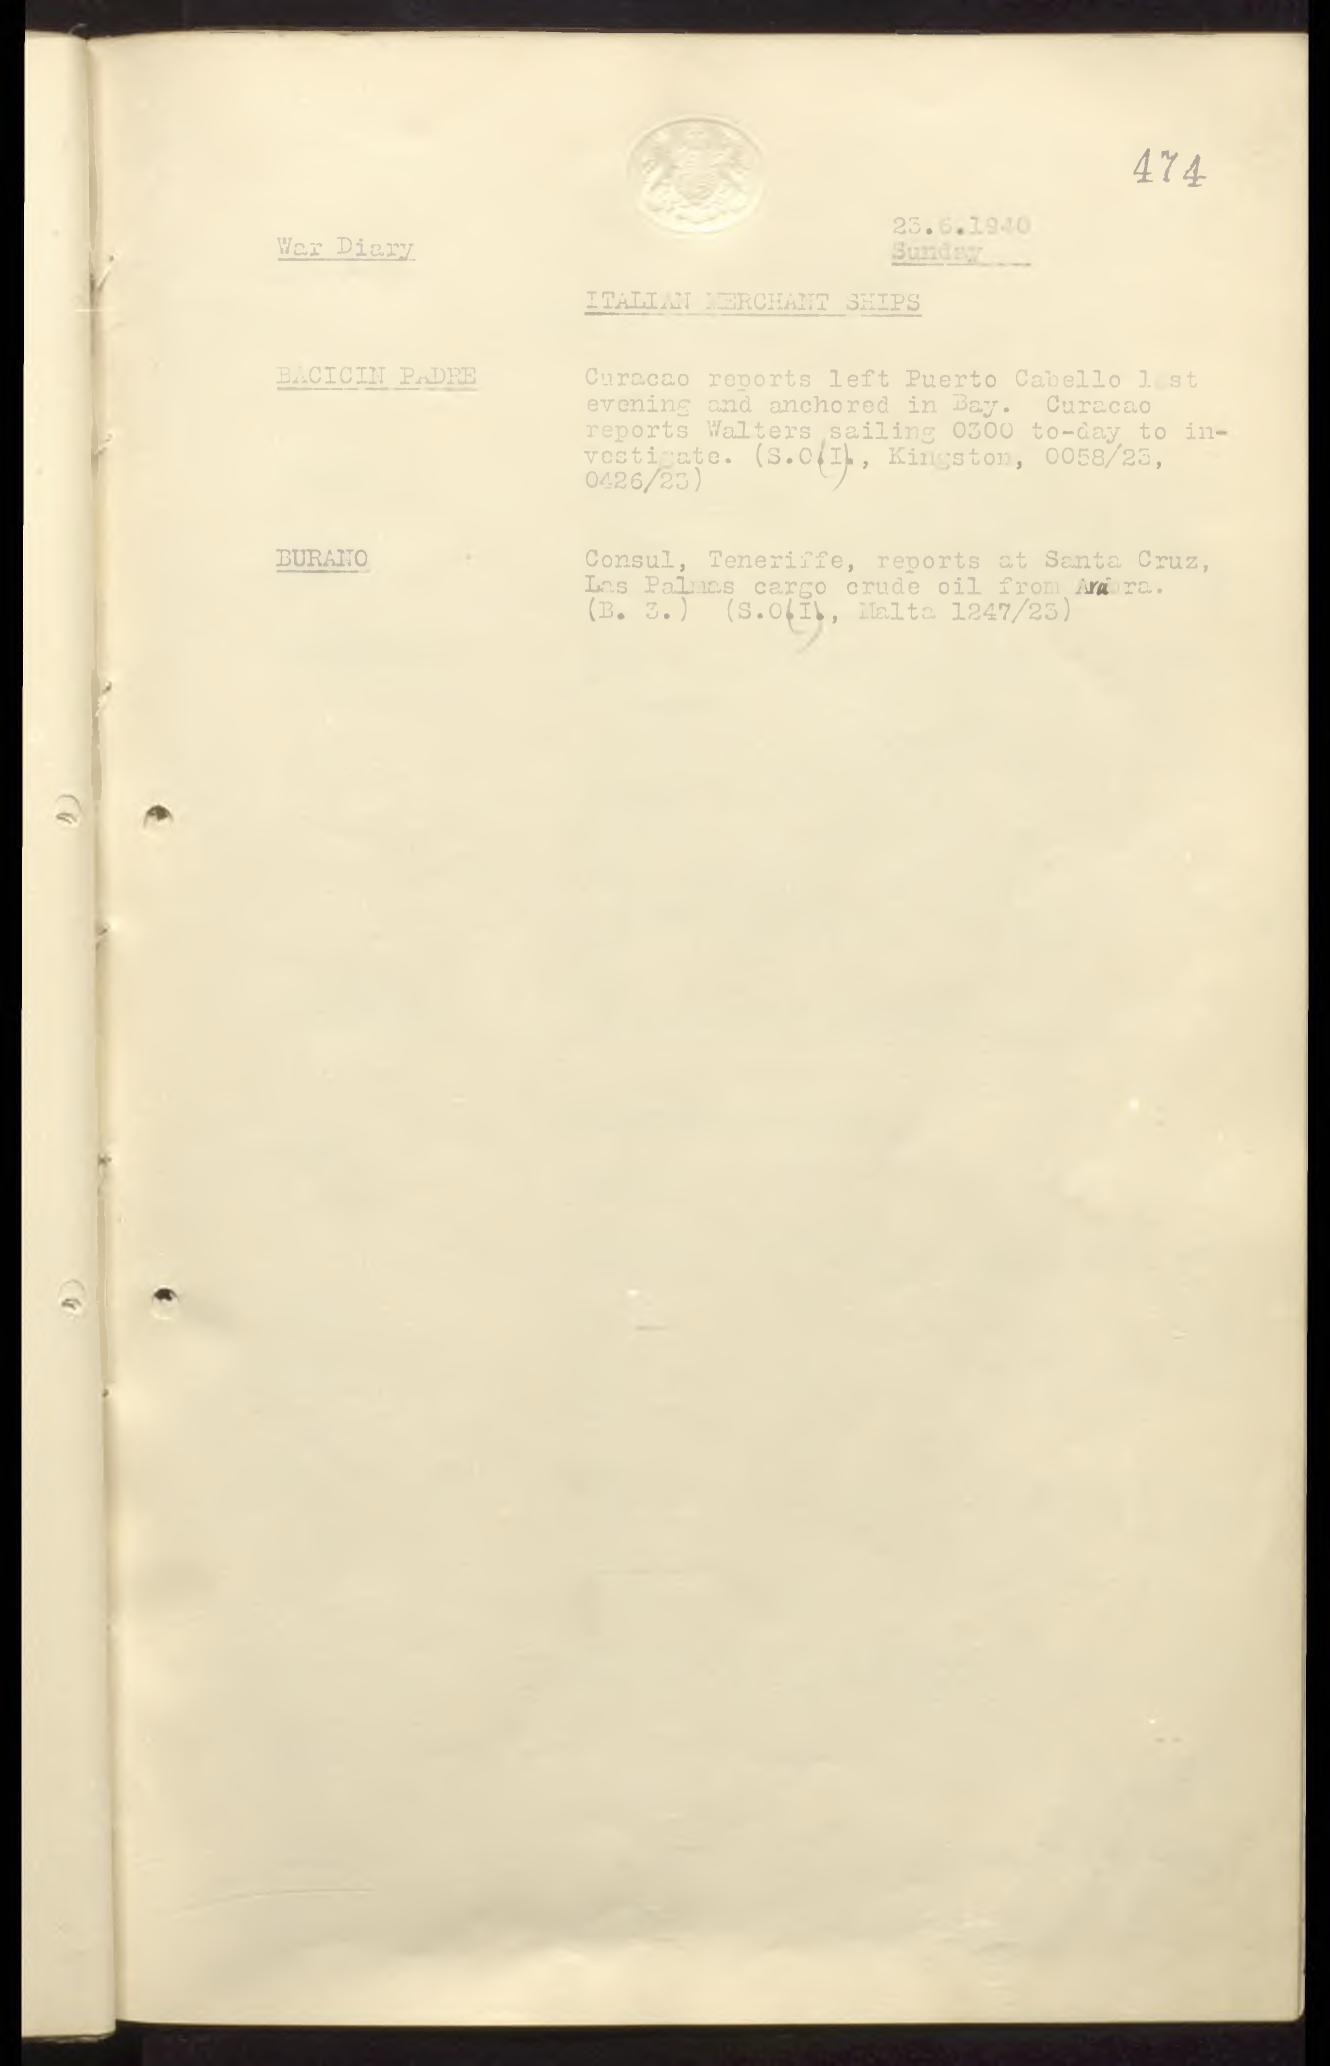 474
23.6.1940
War Diary
Sunday
ITALIAN MERCHANT SHIPS
BACICIN PADRE
Curacao reports left Puerto Cabello last
evening and anchored in Bay. Curacao
reports Walters sailing 0300 to-day to in-
vestigate. (S.O.(I)., Kingston, 0058/23,
0426/23)
BURANO
Consul, Teneriffe, reports at Santa Cruz,
Las Palmas cargo crude oil from
(B. 3.) (S.O.(I)., Malta 1247/23)